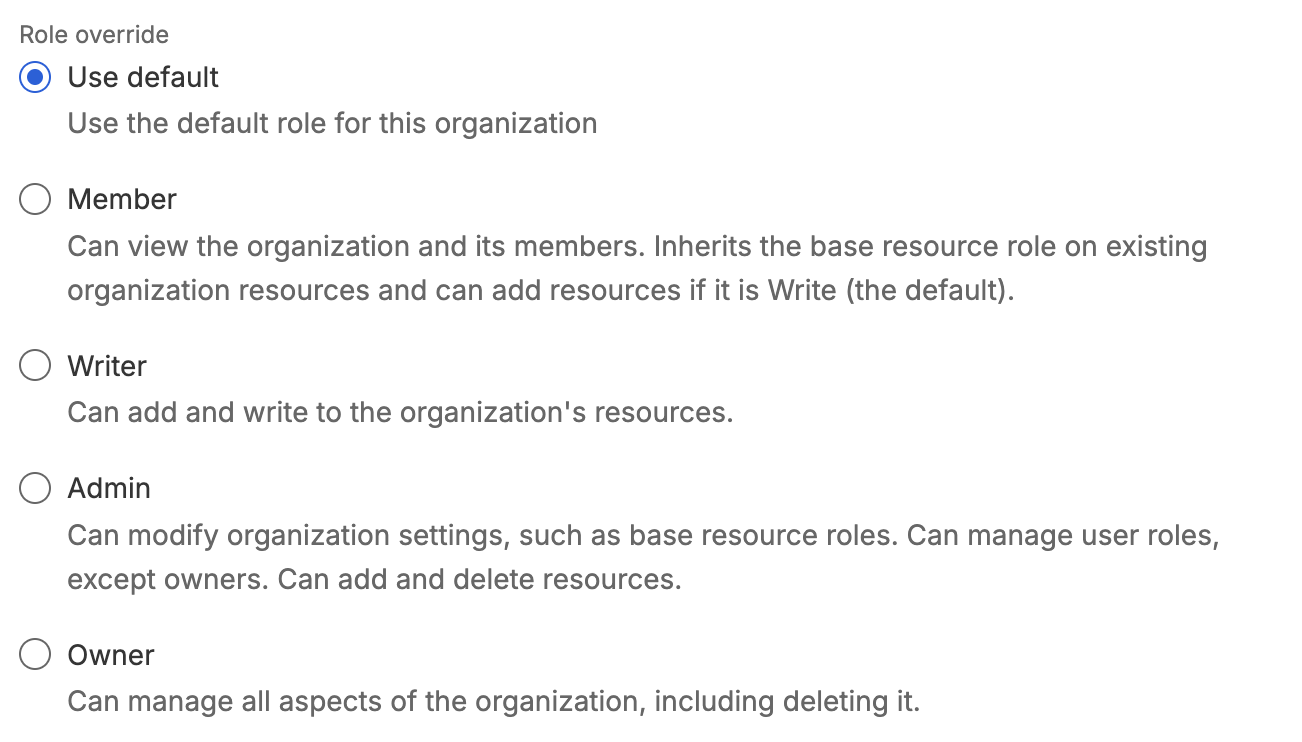 Role override
Use default
Use the default role for this organization
Member
Can view the organization and its members. Inherits the base resource role on existing
organization resources and can add resources if it is Write (the default).
Writer
Can add and write to the organization's resources.
Admin
Can modify organization settings, such as base resource roles. Can manage user roles,
except owners. Can add and delete resources.
Owner
Can manage all aspects of the organization, including deleting it.